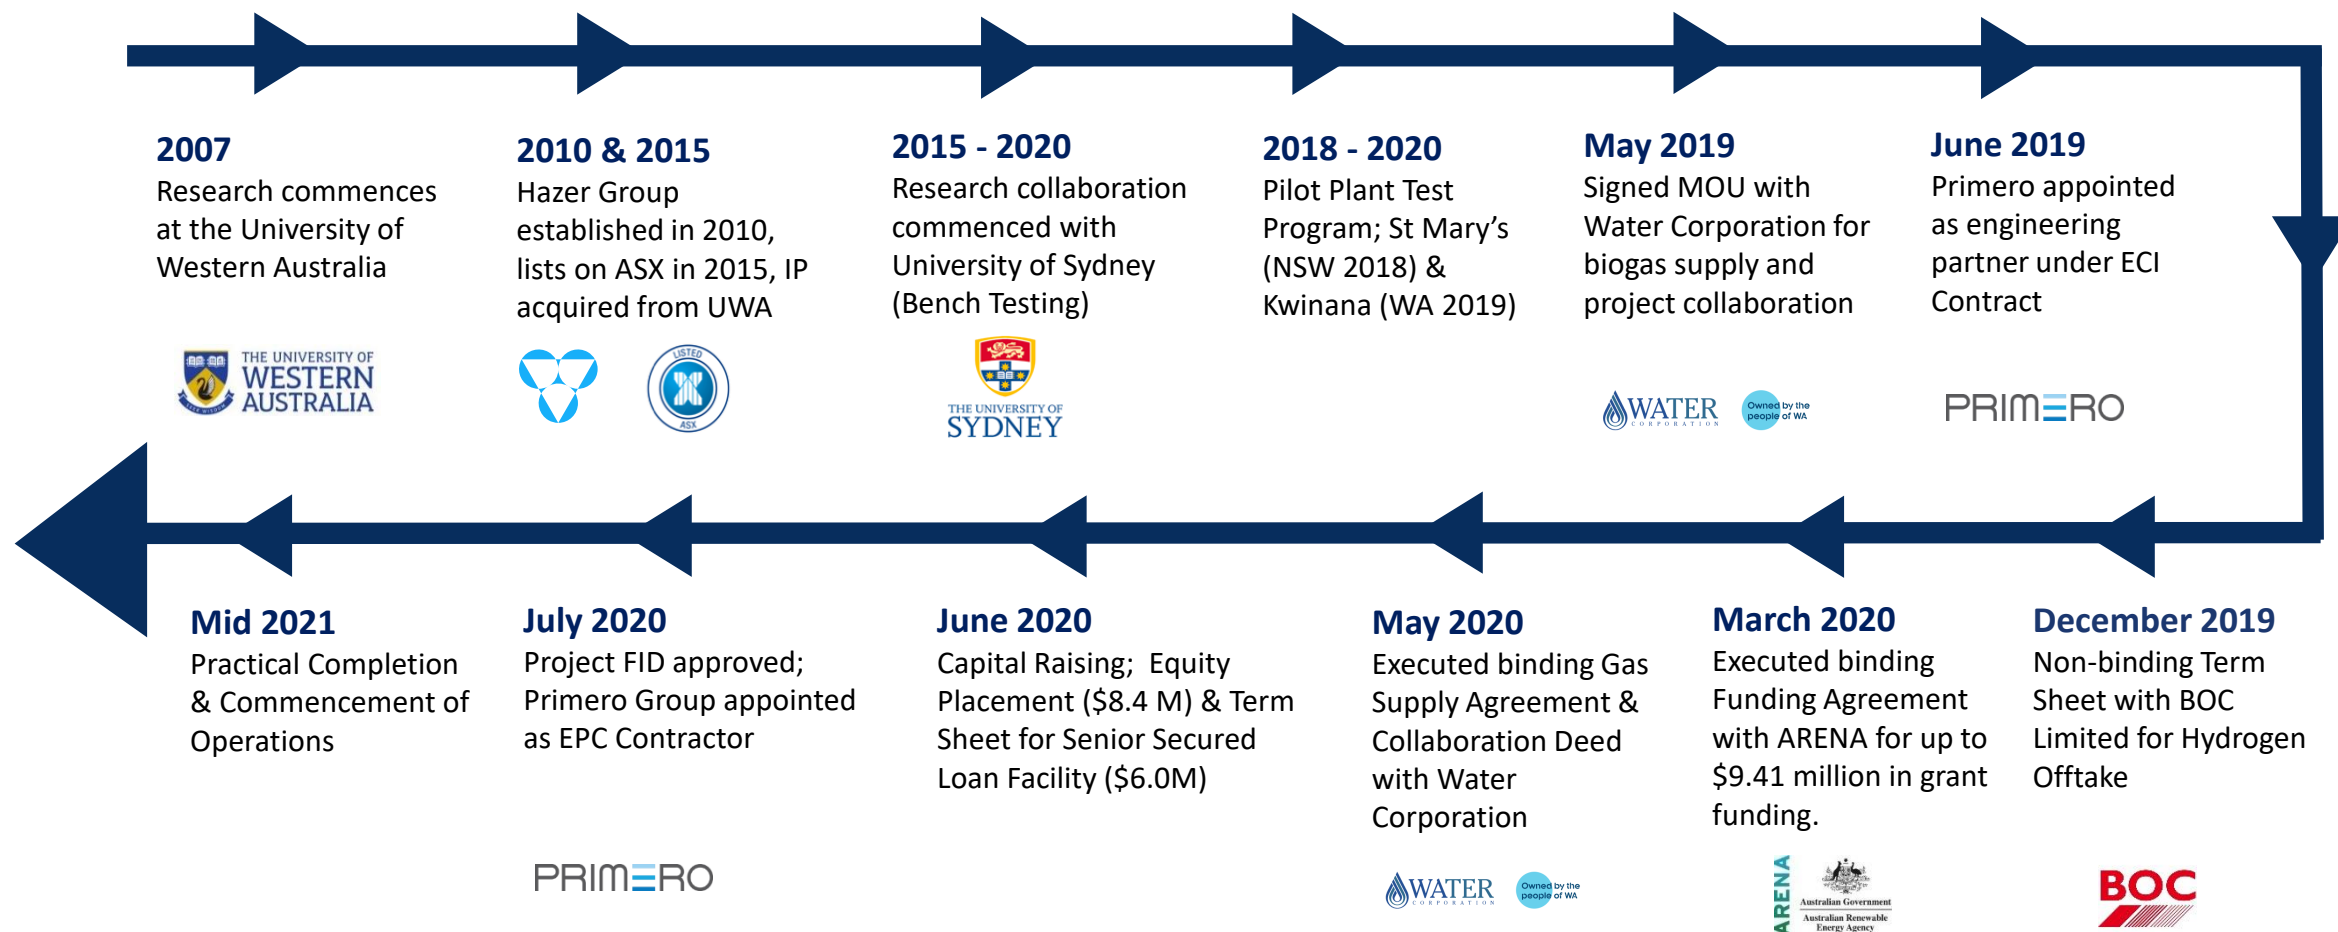 2007
Research commences
at the University of
Western Australia
THE UNIVERSITY OF
WESTERN
AUSTRALIA
2010 & 2015
Hazer Group
established in 2010,
lists on ASX in 2015, IP
acquired from UWA
LISTED
ASX
2015 - 2020
Research collaboration
commenced with
University of Sydney
(Bench Testing)
THE UNIVERSITY OF
SYDNEY
2018 - 2020
Pilot Plant Test
Program; St Mary’s
(NSW 2018) &
Kwinana (WA 2019)
May 2019
Signed MOU with
Water Corporation for
biogas supply and
project collaboration
WATER
CORPORATION
Owned by the
people of WA
June 2019
Primero appointed
as engineering
partner under ECI
Contract
PRIMERO
December 2019
Non-binding Term
Sheet with BOC
Limited for Hydrogen
Offtake
BOC
March 2020
Executed binding
Funding Agreement
with ARENA for up to
$9.41 million in grant
funding.
ARENA
Australian Government
Australian Renewable
Energy Agency
May 2020
Executed binding Gas
Supply Agreement &
Collaboration Deed
with Water
Corporation
WATER
CORPORATION
Owned by the
people of WA
June 2020
Capital Raising;  Equity
Placement ($8.4 M) & Term
Sheet for Senior Secured
Loan Facility ($6.0M)
July 2020
Project FID approved;
Primero Group appointed
as EPC Contractor
PRIMERO
Mid 2021
Practical Completion
& Commencement of
Operations